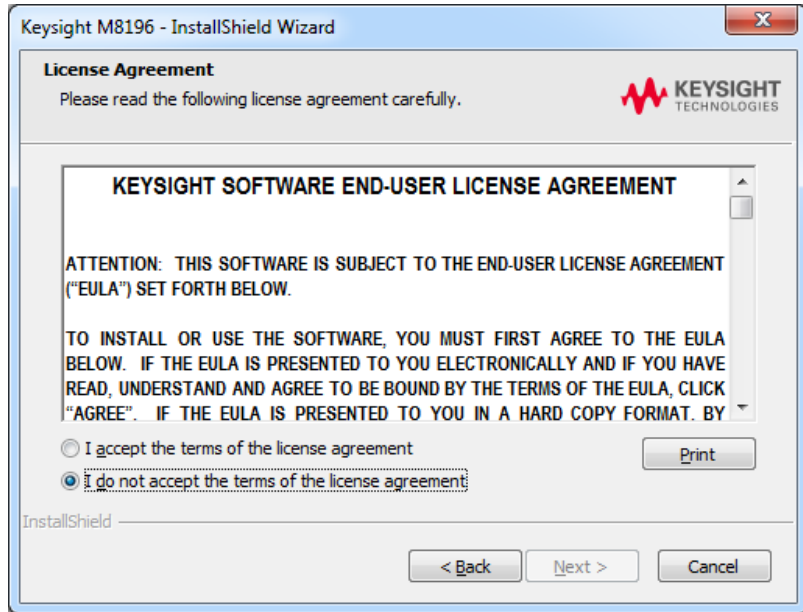 Keysight M8196 - InstallShield Wizard
License Agreement
Please read the following license agreement carefully.
KEYSIGHT
TECHNOLOGIES
KEYSIGHT SOFTWARE END-USER LICENSE AGREEMENT
ATTENTION: THIS SOFTWARE IS SUBJECT TO THE END-USER LICENSE AGREEMENT
(“EULA”) SET FORTH BELOW.
TO INSTALL OR USE THE SOFTWARE, YOU MUST FIRST AGREE TO THE EULA
BELOW. IF THE EULA IS PRESENTED TO YOU ELECTRONICALLY AND IF YOU HAVE
READ, UNDERSTAND AND AGREE TO BE BOUND BY THE TERMS OF THE EULA, CLICK
“AGREE”. IF THE EULA IS PRESENTED TO YOU IN A HARD COPY FORMAT, BY
I accept the terms of the license agreement
I do not accept the terms of the license agreement
Print
InstallShield
< Back
Next >
Cancel